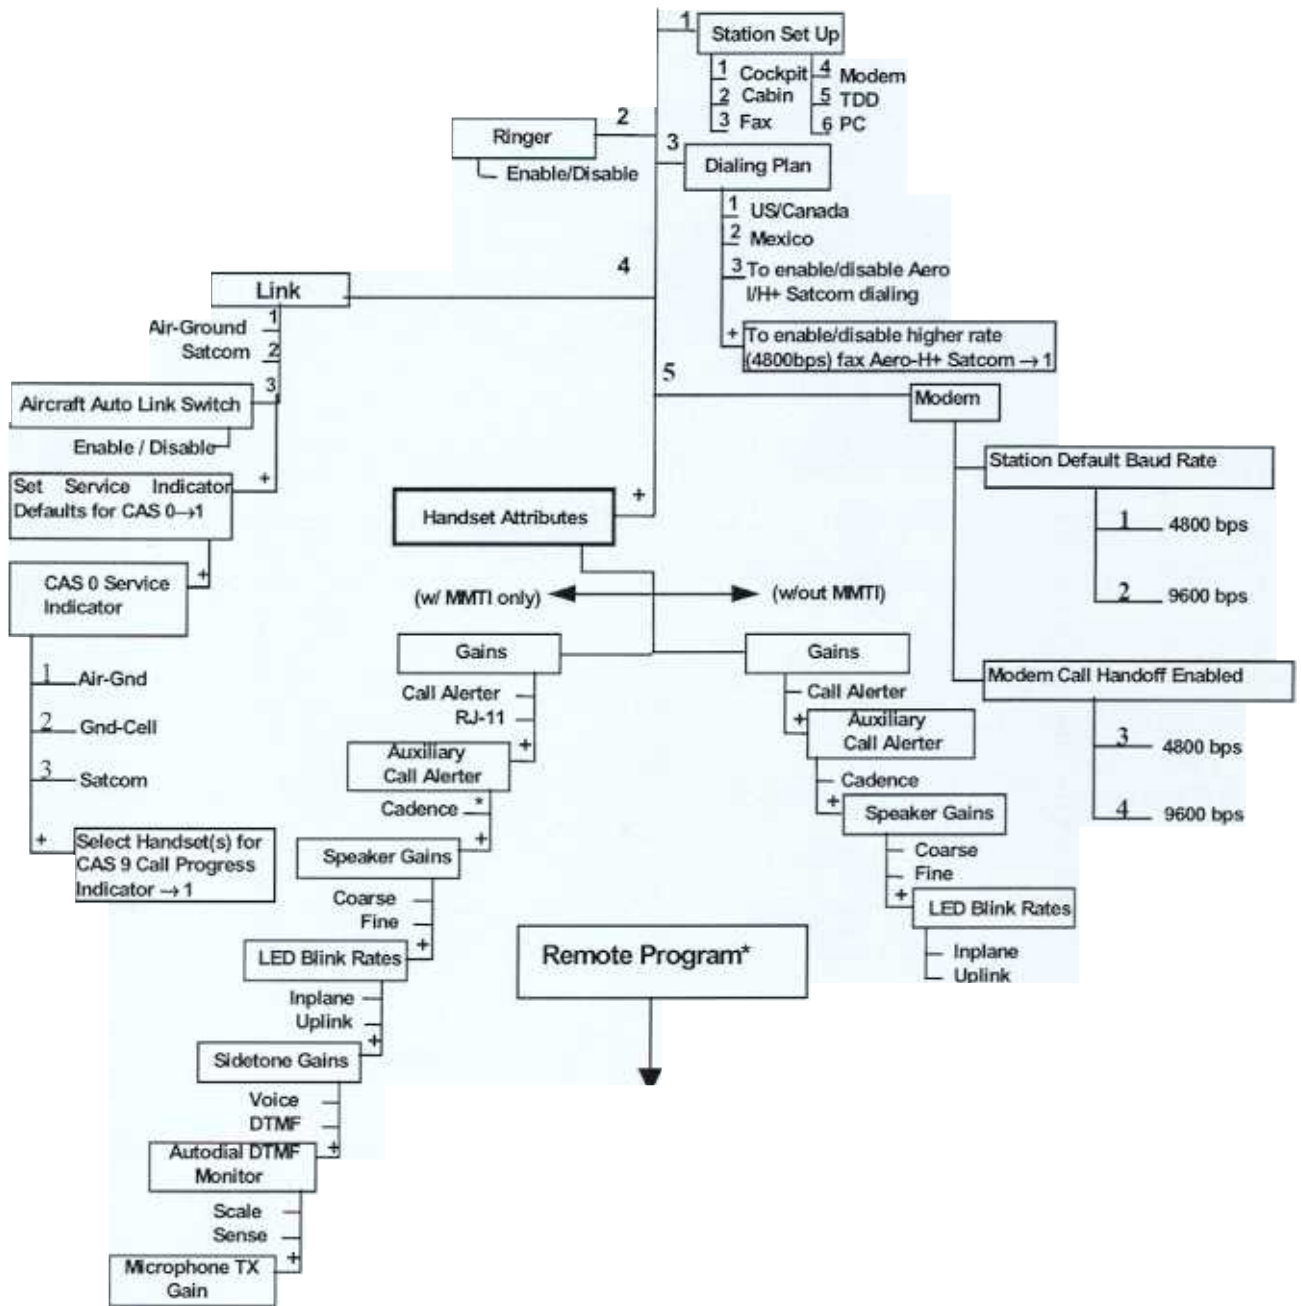 1
Station Set Up
1 Cockpit
2 Cabin
3 Fax
4 Modem
5 TDD
6 PC
2
Ringer
Enable/Disable
3
Dialing Plan
1 US/Canada
2 Mexico
3 To enable/disable Aero
I/H+ Satcom dialing
+ To enable/disable higher rate
(4800bps) fax Aero-H+ Satcom → 1
4
Link
1
Air-Ground
Satcom 2
3
Aircraft Auto Link Switch
Enable / Disable
+
Set Service Indicator
Defaults for CAS 0→1
+
CAS 0 Service
Indicator
1 Air-Gnd
2 Gnd-Cell
3 Satcom
+ Select Handset(s) for
CAS 9 Call Progress
Indicator → 1
5
Modem
Station Default Baud Rate
1 4800 bps
2 9600 bps
Modem Call Handoff Enabled
3 4800 bps
4 9600 bps
+
Handset Attributes
(w/ MMTI only)
(w/out MMTI)
Gains
Call Alerter
RJ-11
+
Auxiliary
Call Alerter
Cadence *
+
Speaker Gains
Coarse
Fine
+
LED Blink Rates
Inplane
Uplink
+
Sidetone Gains
Voice
DTMF
+
Autodial DTMF
Monitor
Scale
Sense
+
Microphone TX
Gain
Gains
Call Alerter
+
Auxiliary
Call Alerter
Cadence
+
Speaker Gains
Coarse
Fine
+
LED Blink Rates
Inplane
Uplink
Remote Program*